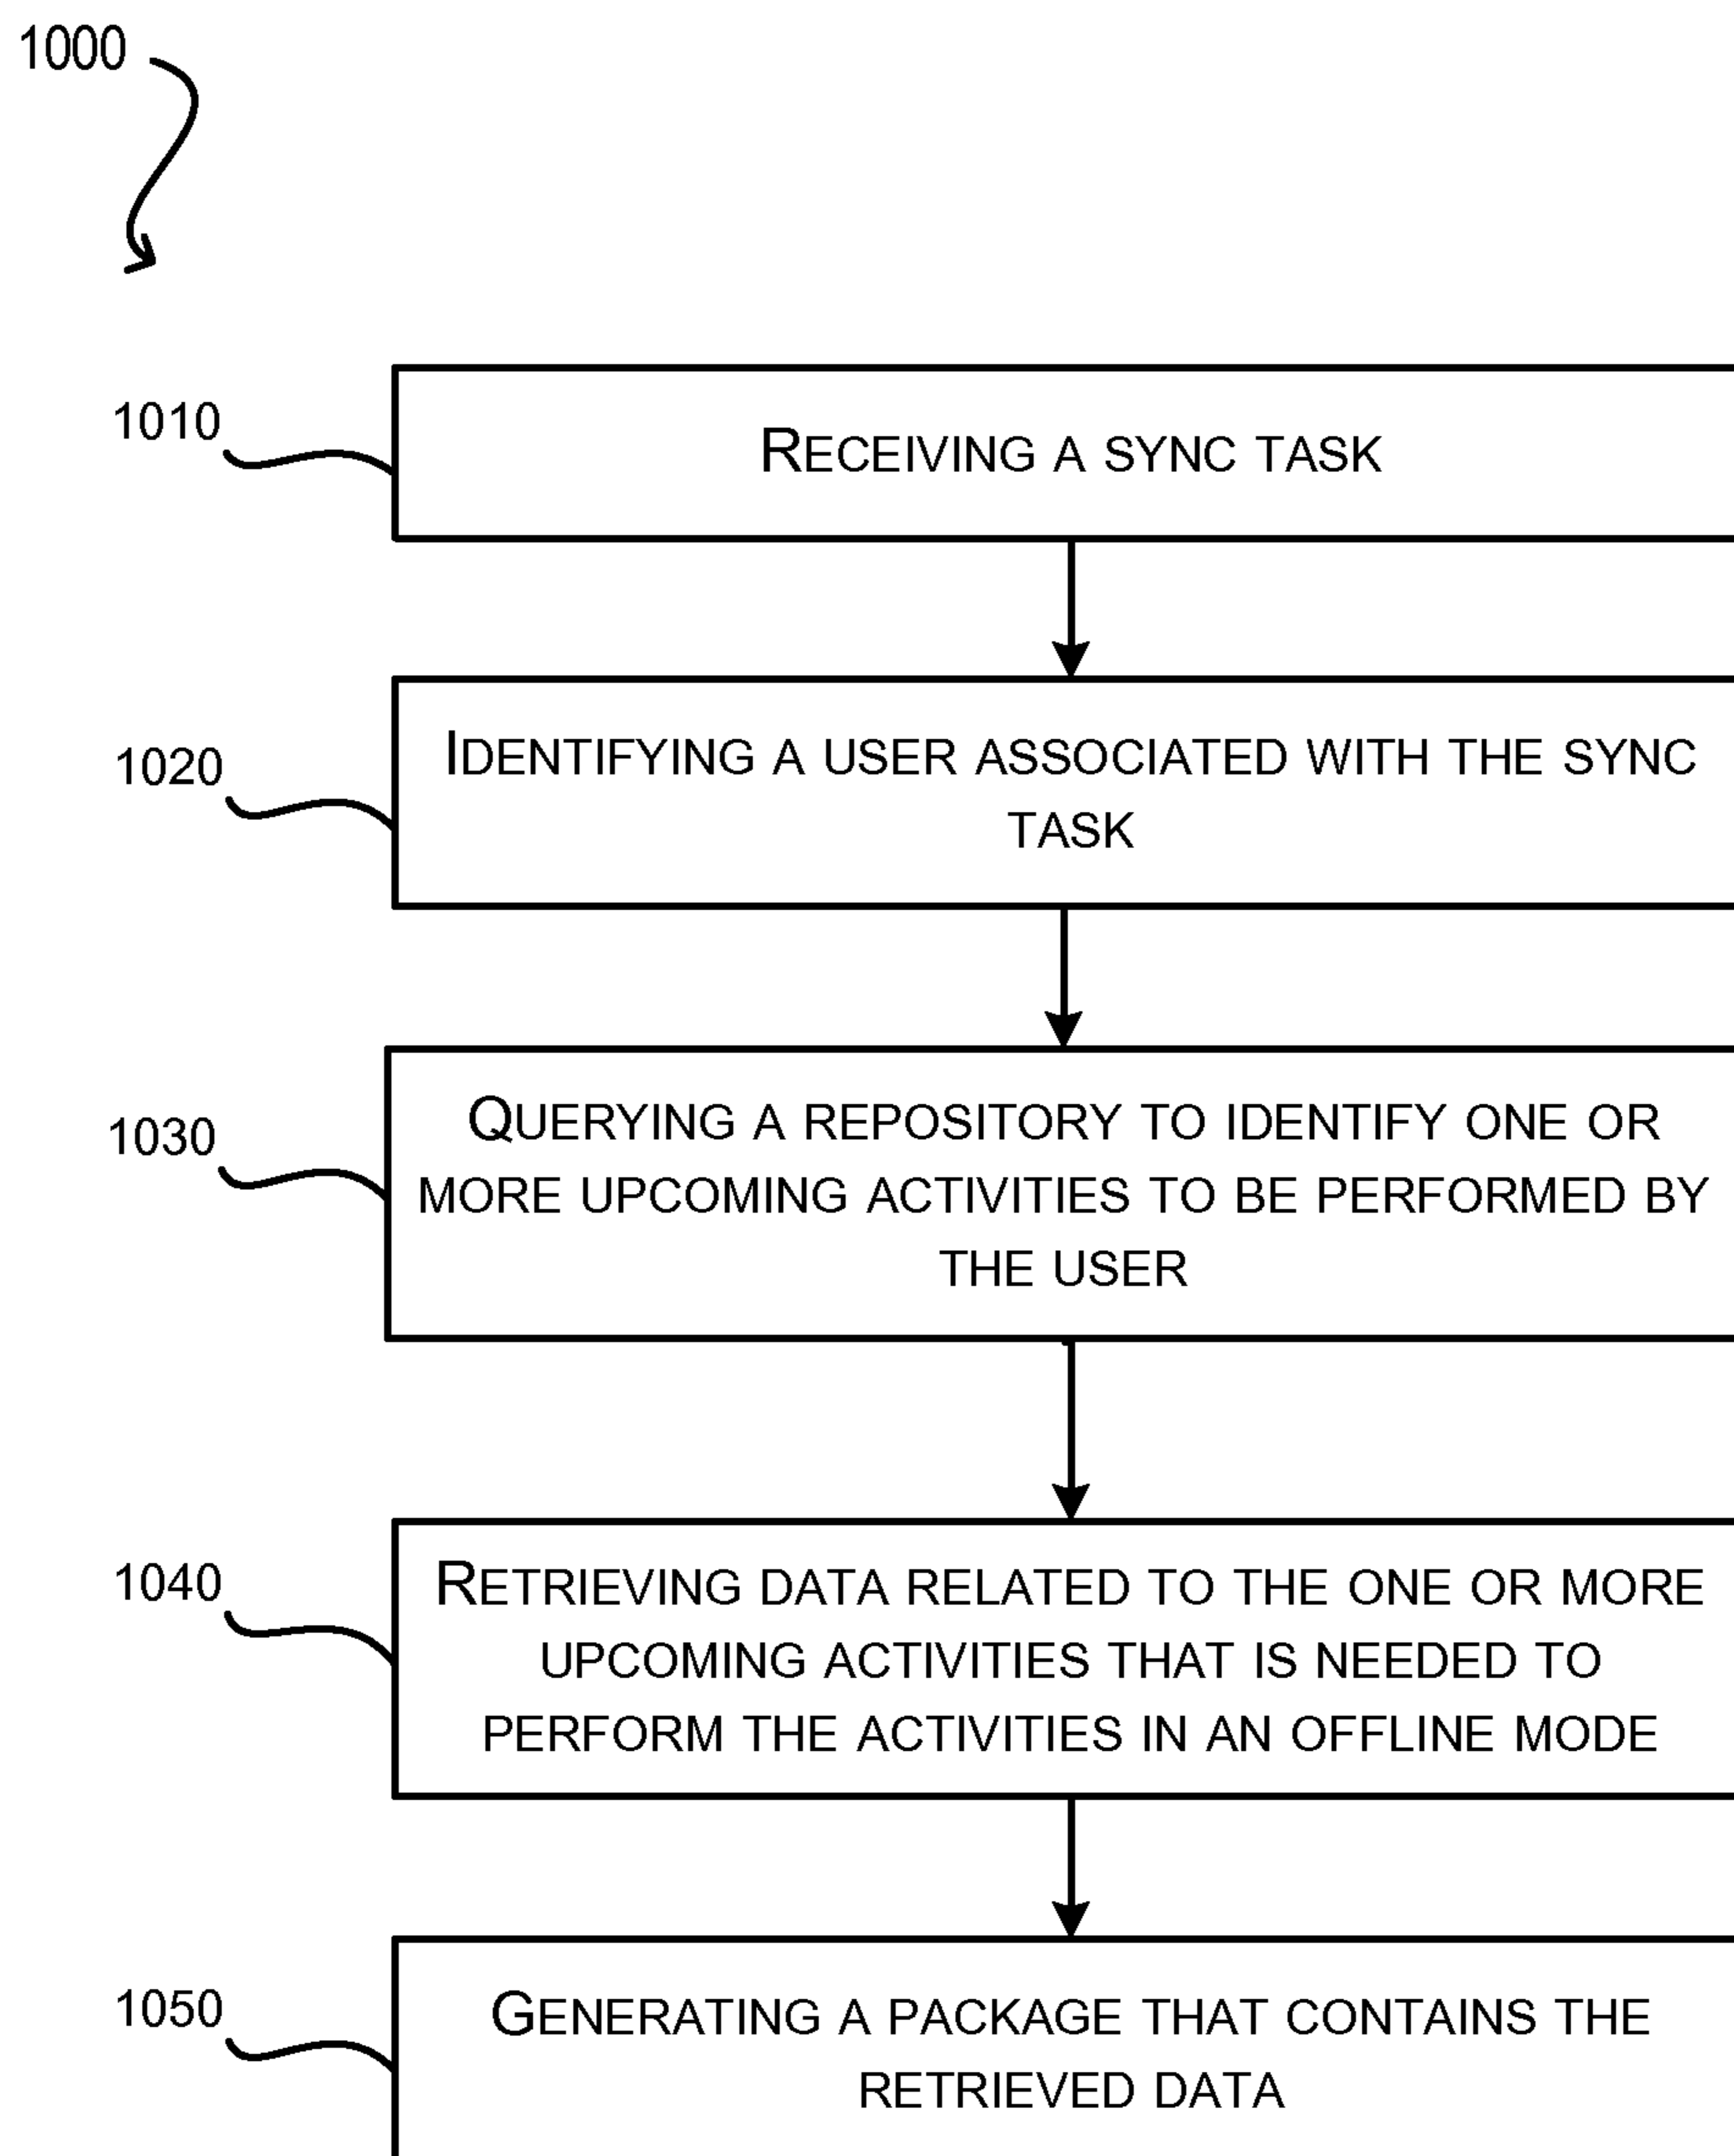 1000
1010
RECEIVING A SYNC TASK
1020
IDENTIFYING A USER ASSOCIATED WITH THE SYNC
TASK
1030
QUERYING A REPOSITORY TO IDENTIFY ONE OR
MORE UPCOMING ACTIVITIES TO BE PERFORMED BY
THE USER
1040
RETRIEVING DATA RELATED TO THE ONE OR MORE
UPCOMING ACTIVITIES THAT IS NEEDED TO
PERFORM THE ACTIVITIES IN AN OFFLINE MODE
1050
GENERATING A PACKAGE THAT CONTAINS THE
RETRIEVED DATA